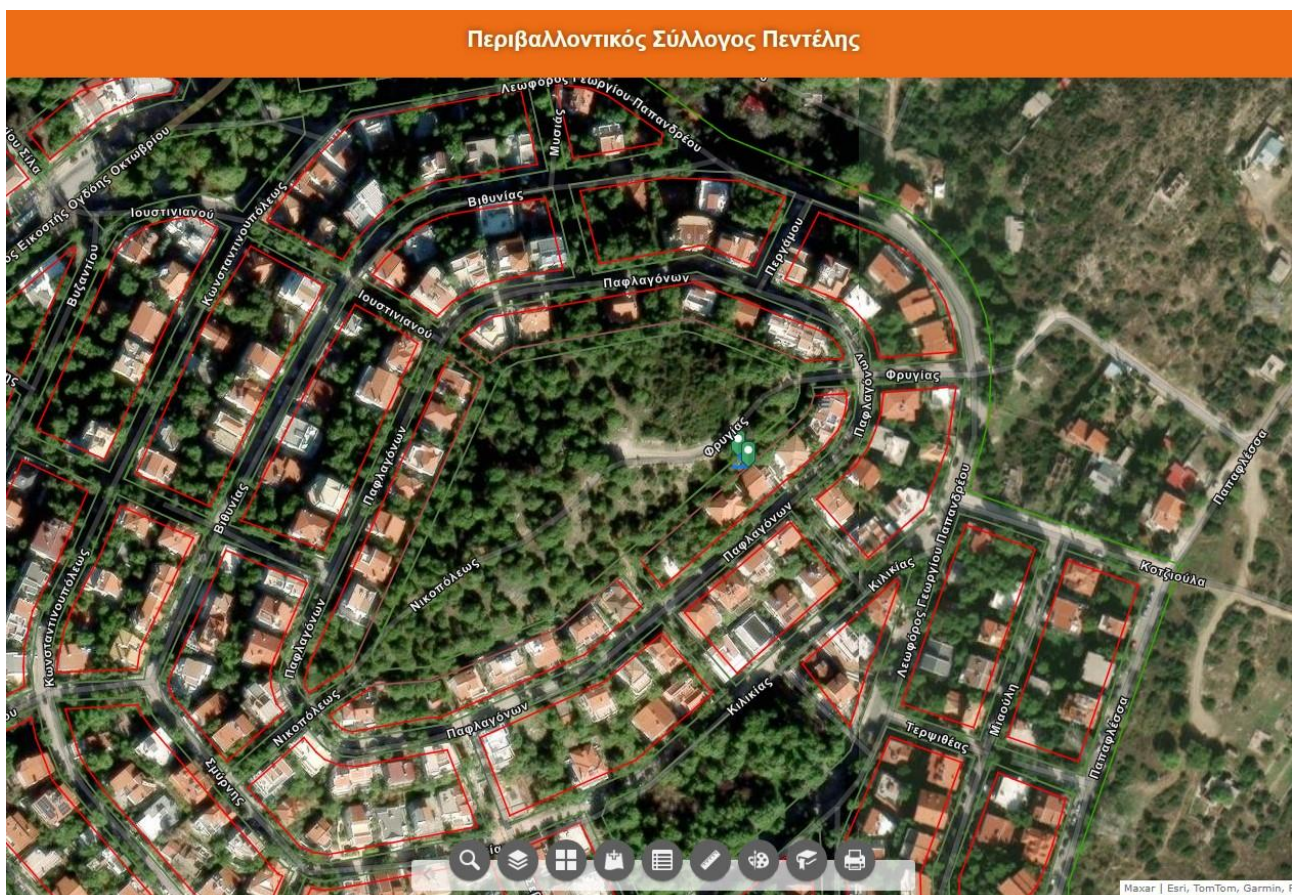 Περιβαλλοντικός Σύλλογος Πεντέλης
Λεωφόρος Γεωργίου Παπανδρέου
Μυσιάς
Σίλα
Εικοστής Ογδόης Οκτωβρίου
Κωνσταντινουπόλεως
Ιουστινιανού
Βιθυνίας
Βυζαντίου
Περγάμου
Παφλαγόνων
Ιουστινιανού
Παφλαγόνων
Φρυγίας
Φρυγίας
Παφλαγόνων
Παπαφλέσσα
Βιθυνίας
Παφλαγόνων
Λεωφόρος Γεωργίου Παπανδρέου
Νικοπόλεως
Κιλικίας
Κοτζιούλα
Κωνσταντινουπόλεως
Παφλαγόνων
Νικοπόλεως
Κιλικίας
Μιαούλη
Παφλαγόνων
Τερψιθέας
Παπαφλέσσα
Σμύρνης
Maxar | Esri, TomTom, Garmin,